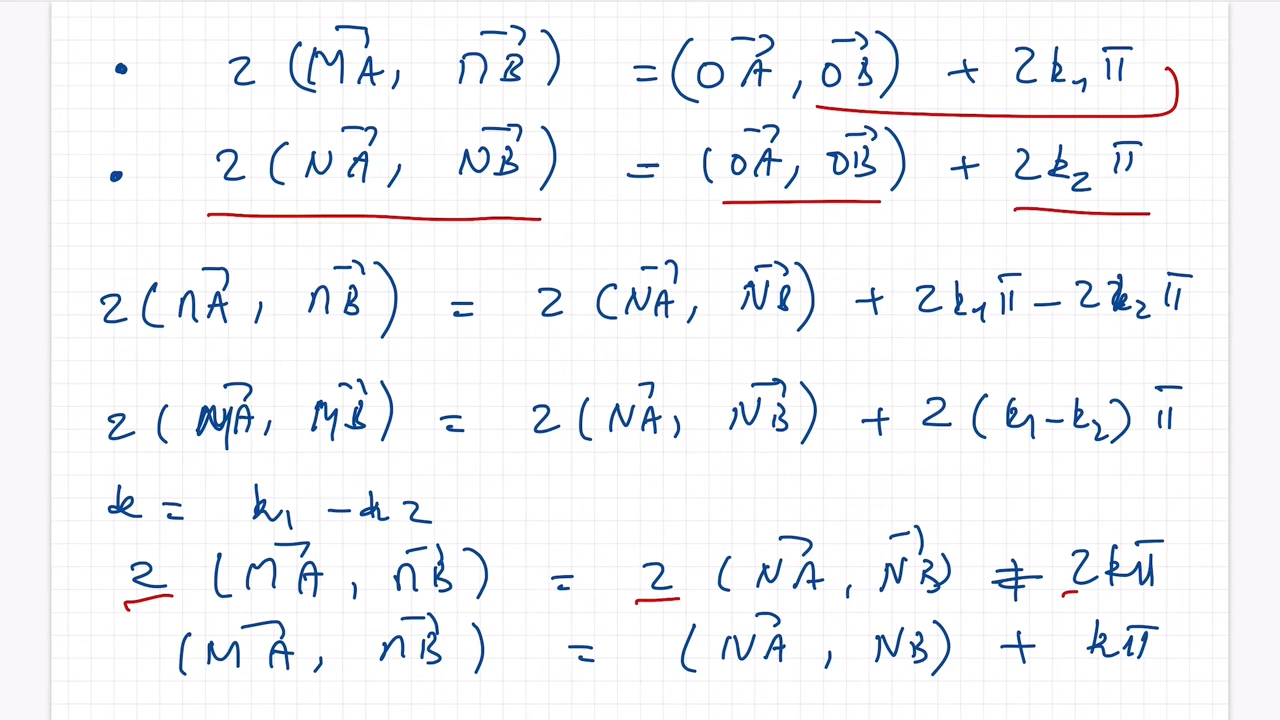 • 2 (M⃗A⃗, M⃗B⃗) = (O⃗A⃗, O⃗B⃗) + 2k₁π
• 2 (N⃗A⃗, N⃗B⃗) = (O⃗A⃗, O⃗B⃗) + 2k₂π
2 (M⃗A⃗, M⃗B⃗) = 2 (N⃗A⃗, N⃗B⃗) + 2k₁π − 2k₂π
2 (M⃗A⃗, M⃗B⃗) = 2 (N⃗A⃗, N⃗B⃗) + 2 (k₁−k₂) π
k = k₁ − k2
2 (M⃗A⃗, M⃗B⃗) = 2 (N⃗A⃗, N⃗B⃗) + 2kπ
(M⃗A⃗, M⃗B⃗) = (N⃗A⃗, NB) + kπ